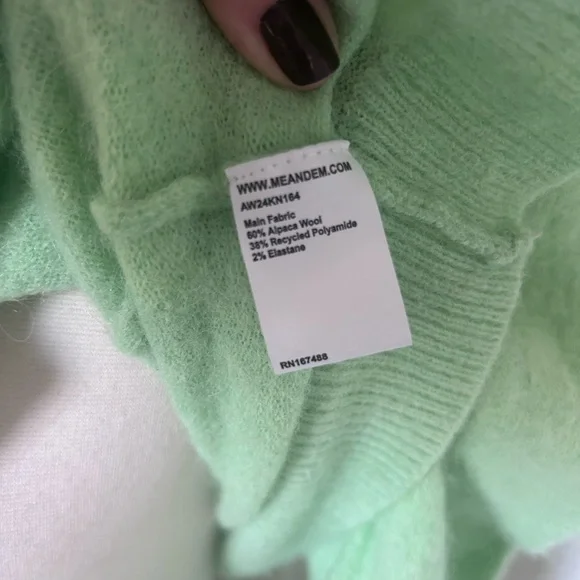 WWW.MEANDEM.COM
AW24KN164
Main Fabric
60% Alpaca Wool
38% Recycled Polyamide
2% Elastane
RN167488